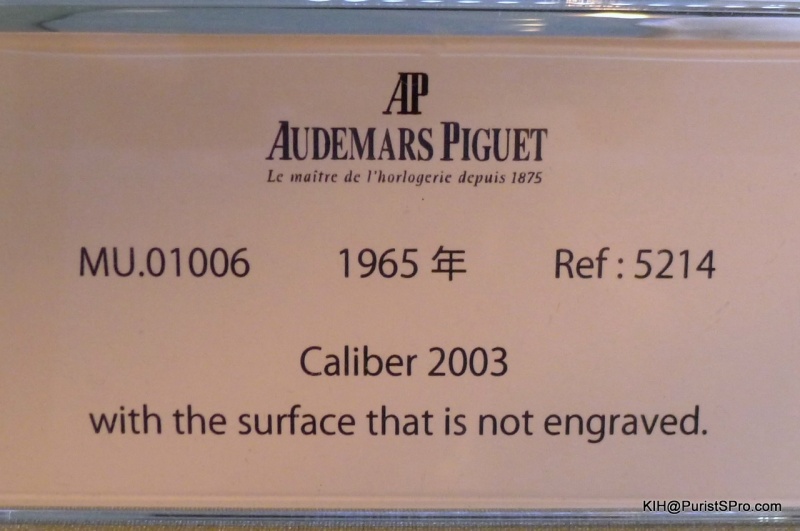 AP
AUDEMARS PIGUET
Le maître de l'horlogerie depuis 1875
MU.01006 1965 年 Ref : 5214
Caliber 2003
with the surface that is not engraved.
KIH@PuristSPro.com